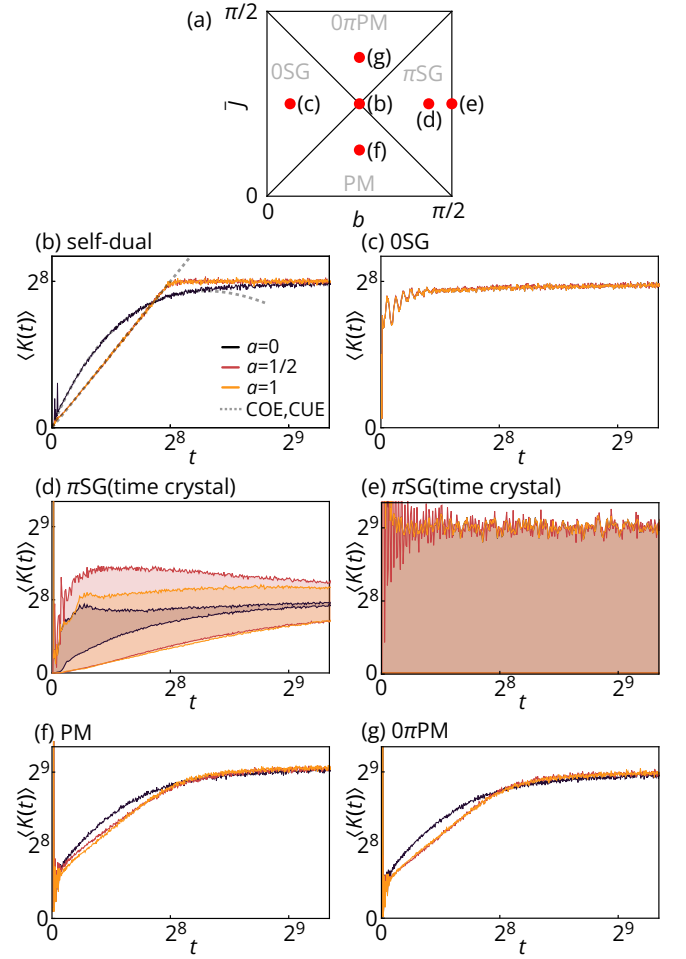 (a)
π/2
0πPM
(g)
0SG
πSG
J̄
(c)
(b)
(e)
(d)
(f)
PM
0
0
b
π/2
(b) self-dual
2⁸
⟨K(t)⟩
a=0
a=1/2
a=1
COE,CUE
0
0
2⁸
2⁹
t
(c) 0SG
2⁸
⟨K(t)⟩
0
0
2⁸
2⁹
t
(d) πSG(time crystal)
2⁹
⟨K(t)⟩
2⁸
0
0
2⁸
2⁹
t
(e) πSG(time crystal)
2⁹
⟨K(t)⟩
2⁸
0
0
2⁸
2⁹
t
(f) PM
2⁹
⟨K(t)⟩
2⁸
0
0
2⁸
2⁹
t
(g) 0πPM
2⁹
⟨K(t)⟩
2⁸
0
0
2⁸
2⁹
t